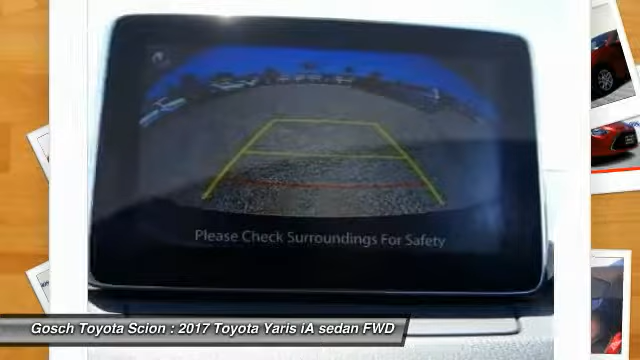 Please Check Surroundings For Safety
Gosch Toyota Scion : 2017 Toyota Yaris iA sedan FWD